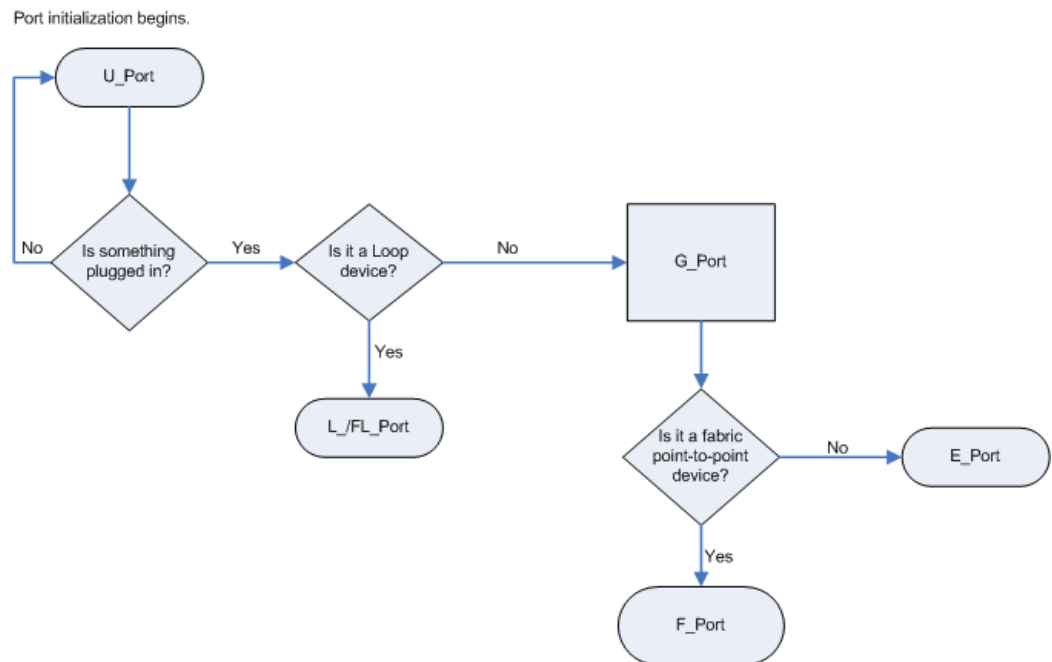 Port initialization begins.
U_Port
Is something
plugged in?
No
Yes
Is it a Loop
device?
No
Yes
L_/FL_Port
G_Port
Is it a fabric
point-to-point
device?
No
E_Port
Yes
F_Port